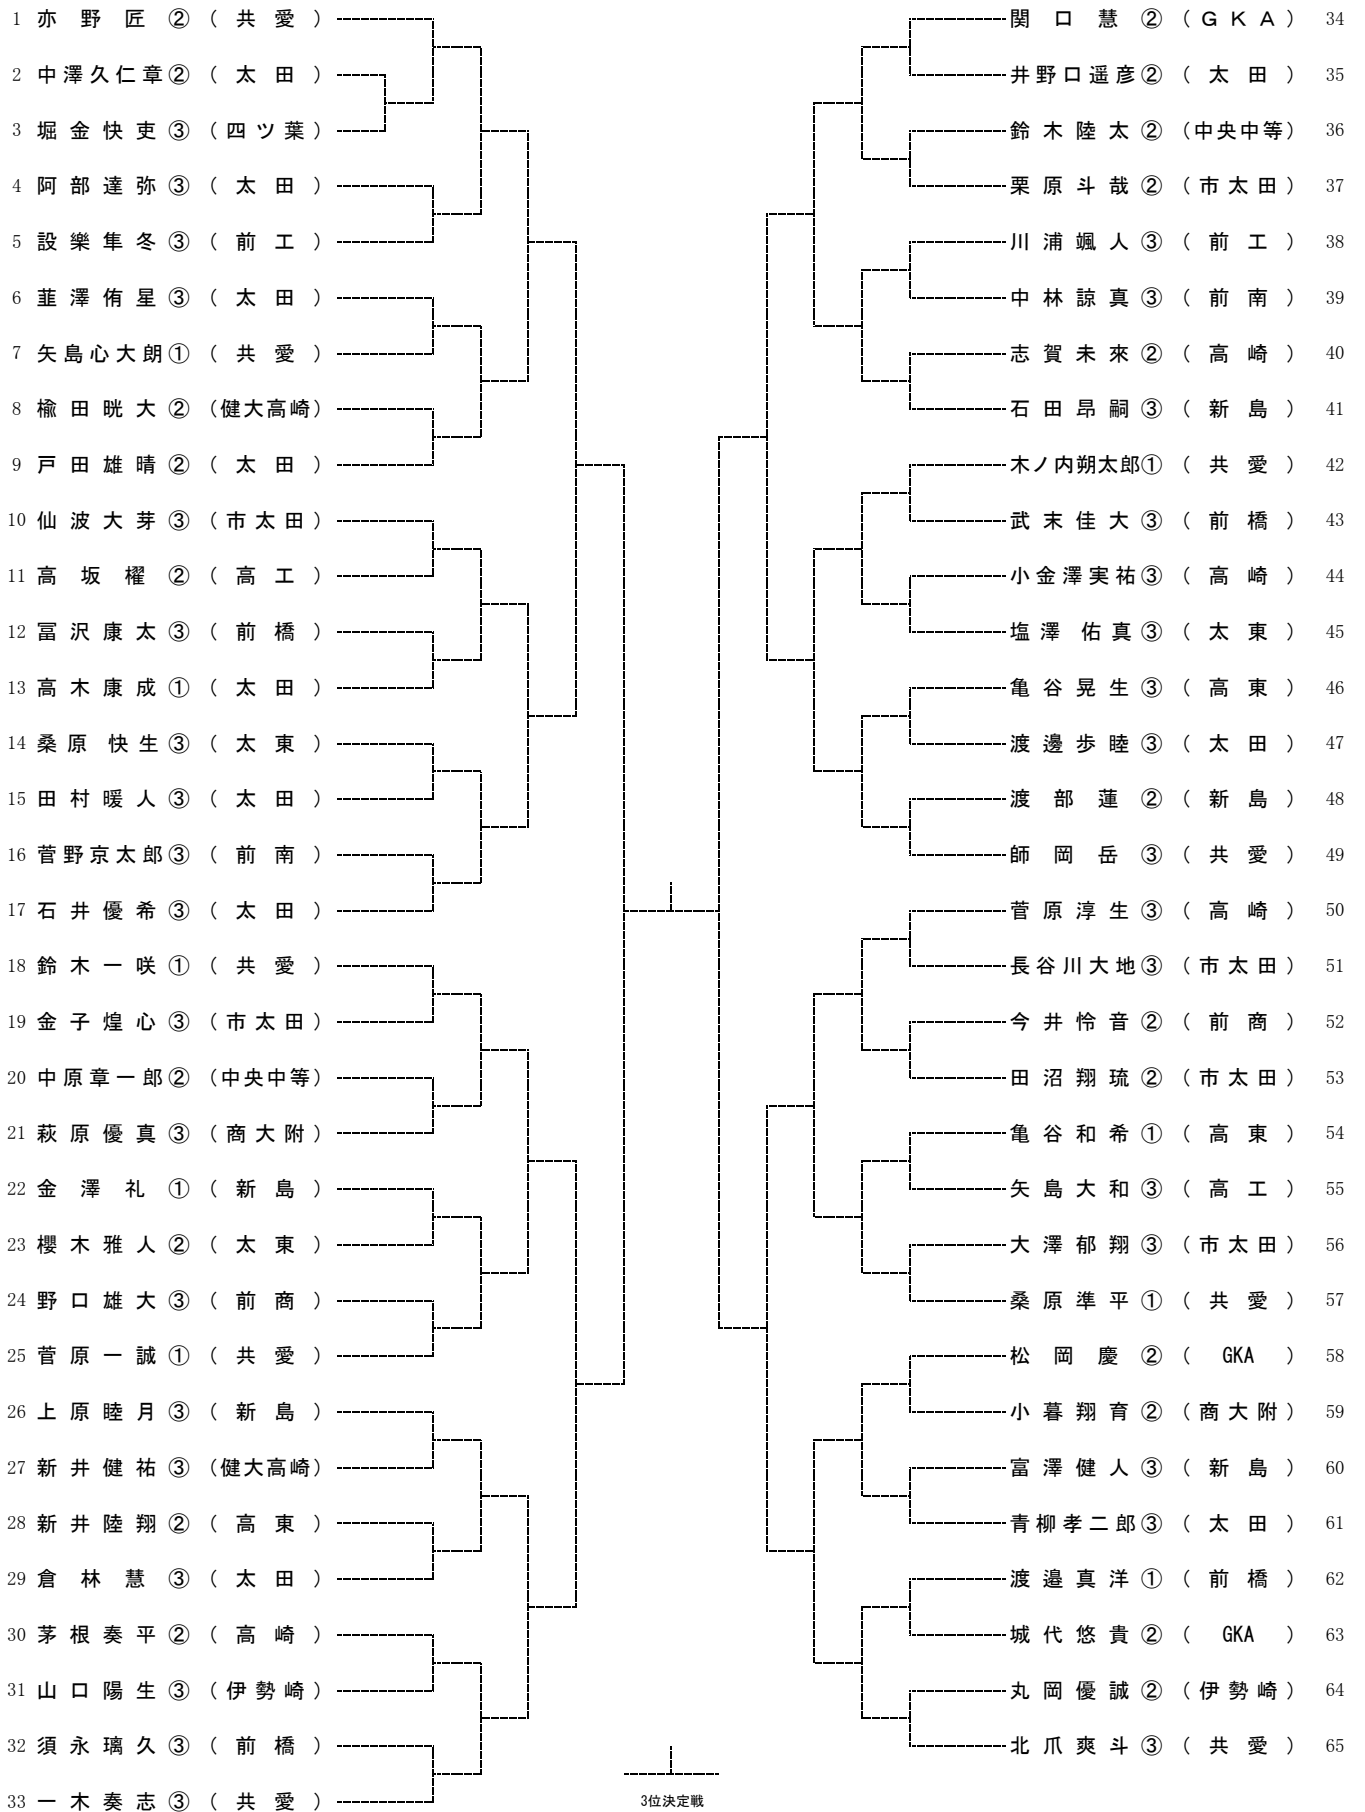 1 亦野匠 ② （共愛）
2 中澤久仁章 ② （太田）
3 堀金快吏 ③ （四ツ葉）
4 阿部達弥 ③ （太田）
5 設樂隼冬 ③ （前工）
6 韮澤侑星 ③ （太田）
7 矢島心大朗 ① （共愛）
8 楡田晄大 ② （健大高崎）
9 戸田雄晴 ② （太田）
10 仙波大芽 ③ （市太田）
11 高坂櫂 ② （高工）
12 冨沢康太 ③ （前橋）
13 高木康成 ① （太田）
14 桑原快生 ③ （太東）
15 田村暖人 ③ （太田）
16 菅野京太郎 ③ （前南）
17 石井優希 ③ （太田）
18 鈴木一咲 ① （共愛）
19 金子煌心 ③ （市太田）
20 中原章一郎 ② （中央中等）
21 萩原優真 ③ （商大附）
22 金澤礼 ① （新島）
23 櫻木雅人 ② （太東）
24 野口雄大 ③ （前商）
25 菅原一誠 ① （共愛）
26 上原睦月 ③ （新島）
27 新井健祐 ③ （健大高崎）
28 新井陸翔 ② （高東）
29 倉林慧 ③ （太田）
30 茅根奏平 ② （高崎）
31 山口陽生 ③ （伊勢崎）
32 須永璃久 ③ （前橋）
33 一木奏志 ③ （共愛）
関口慧 ② （ＧＫＡ） 34
井野口遥彦 ② （太田） 35
鈴木陸太 ② （中央中等） 36
栗原斗哉 ② （市太田） 37
川浦颯人 ③ （前工） 38
中林諒真 ③ （前南） 39
志賀未來 ② （高崎） 40
石田昂嗣 ③ （新島） 41
木ノ内朔太郎 ① （共愛） 42
武末佳大 ③ （前橋） 43
小金澤実祐 ③ （高崎） 44
塩澤佑真 ③ （太東） 45
亀谷晃生 ③ （高東） 46
渡邊歩睦 ③ （太田） 47
渡部蓮 ② （新島） 48
師岡岳 ③ （共愛） 49
菅原淳生 ③ （高崎） 50
長谷川大地 ③ （市太田） 51
今井怜音 ② （前商） 52
田沼翔琉 ② （市太田） 53
亀谷和希 ① （高東） 54
矢島大和 ③ （高工） 55
大澤郁翔 ③ （市太田） 56
桑原準平 ① （共愛） 57
松岡慶 ② （GKA） 58
小暮翔育 ② （商大附） 59
富澤健人 ③ （新島） 60
青柳孝二郎 ③ （太田） 61
渡邉真洋 ① （前橋） 62
城代悠貴 ② （GKA） 63
丸岡優誠 ② （伊勢崎） 64
北爪爽斗 ③ （共愛） 65
3位決定戦